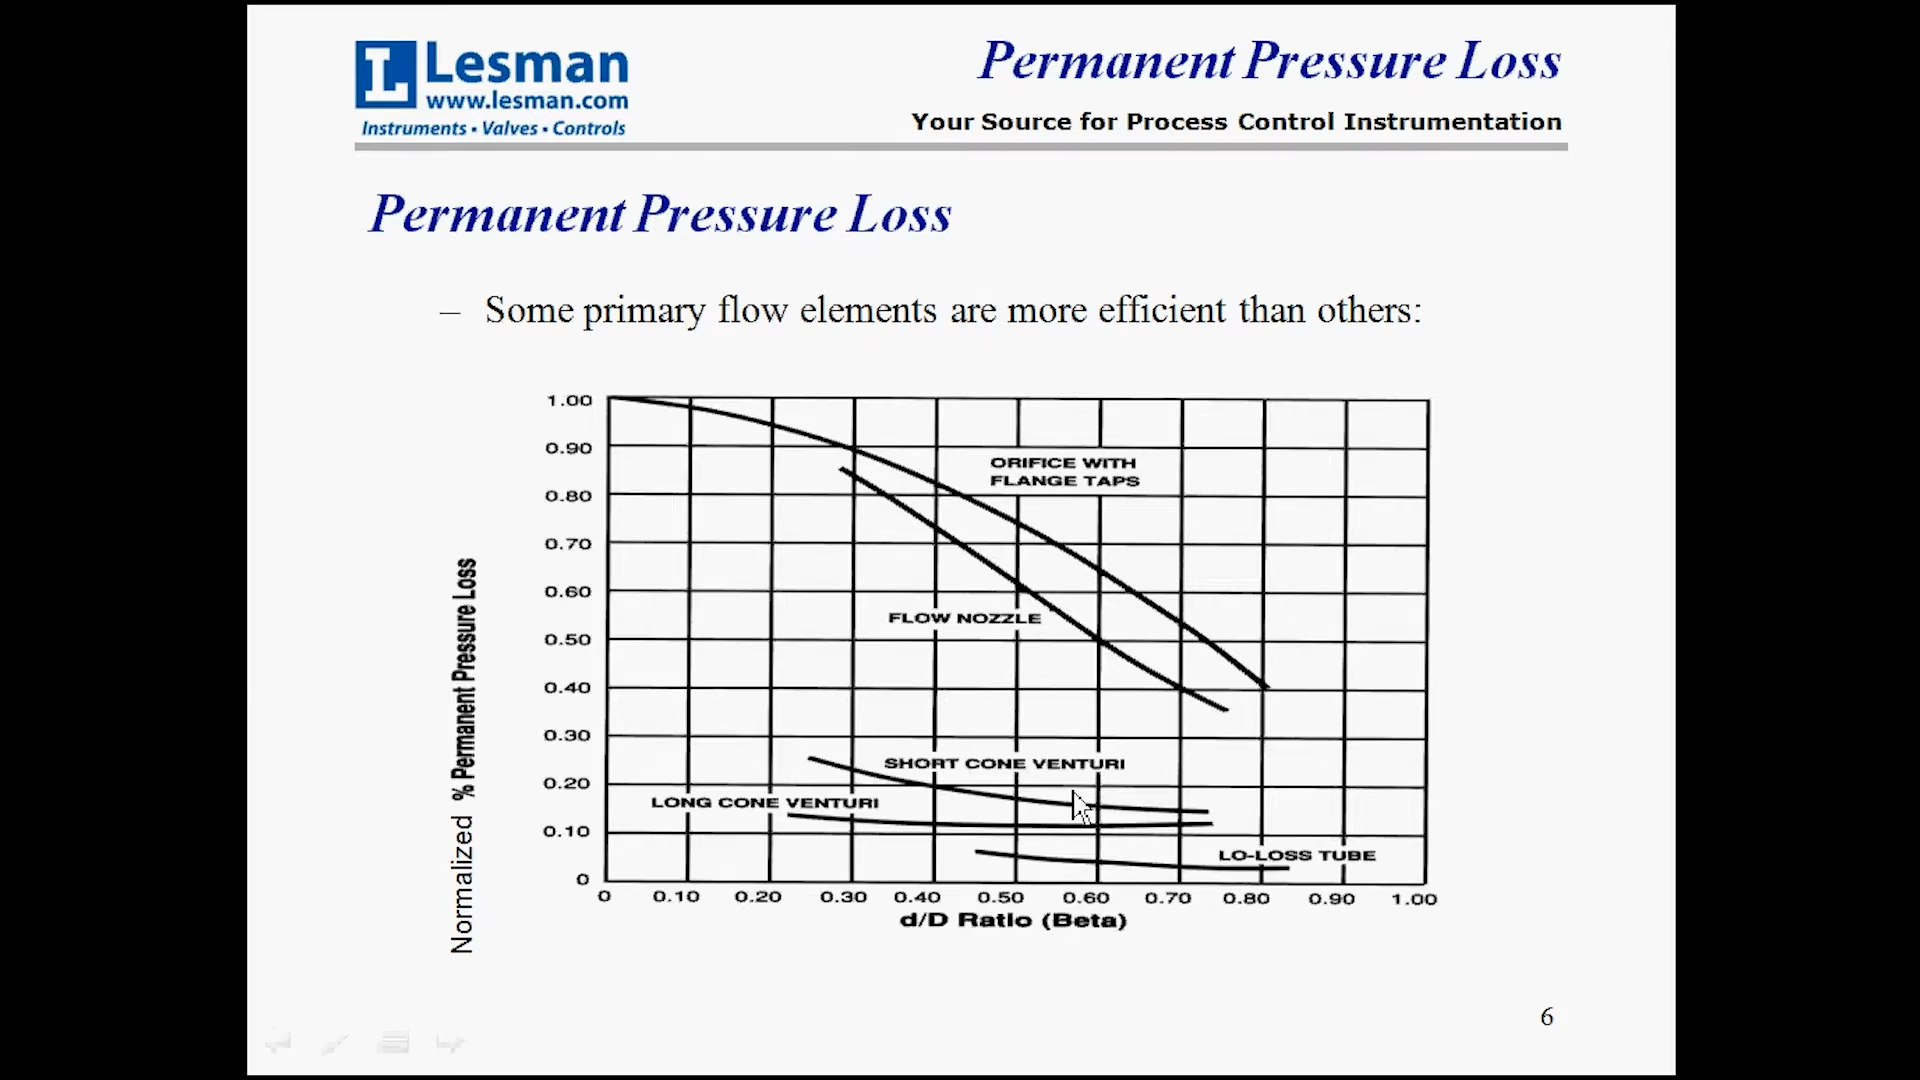 Lesman
www.lesman.com
Instruments • Valves • Controls
Permanent Pressure Loss
Your Source for Process Control Instrumentation
Permanent Pressure Loss
– Some primary flow elements are more efficient than others:
Normalized % Permanent Pressure Loss
1.00
0.90
0.80
0.70
0.60
0.50
0.40
0.30
0.20
0.10
0
ORIFICE WITH
FLANGE TAPS
FLOW NOZZLE
SHORT CONE VENTURI
LONG CONE VENTURI
LO-LOSS TUBE
0 0.10 0.20 0.30 0.40 0.50 0.60 0.70 0.80 0.90 1.00
d/D Ratio (Beta)
6